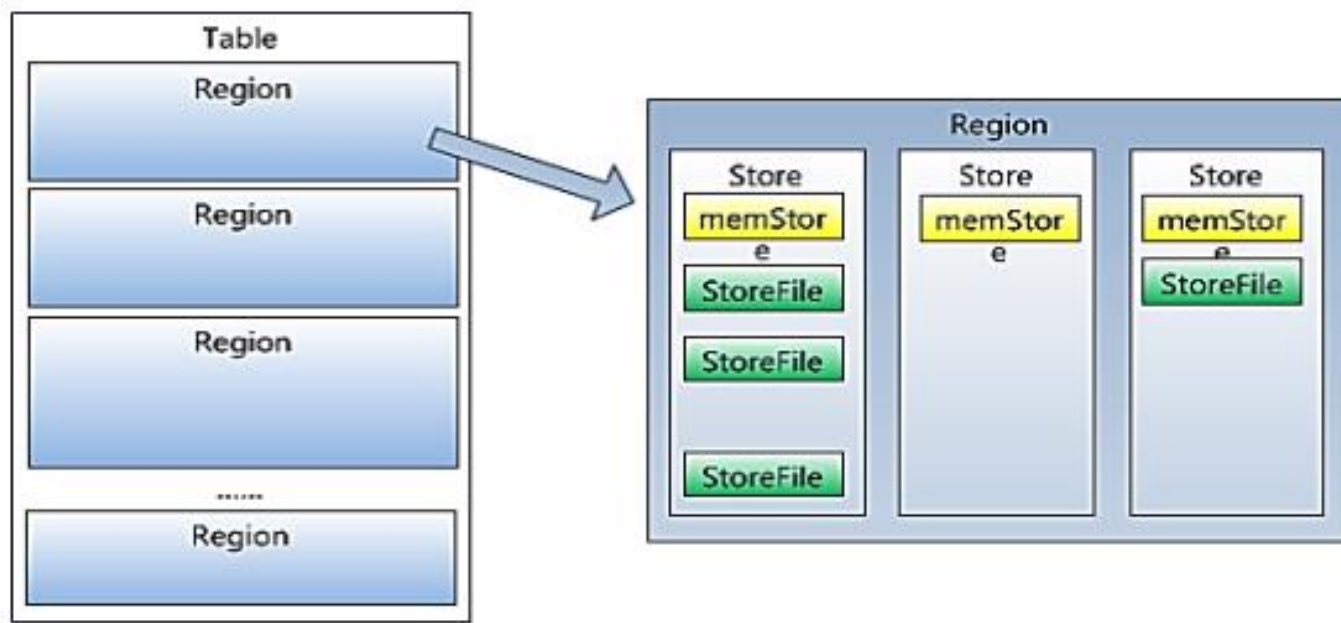 Table
Region
Region
Region
......
Region
Region
Store
memStor
e
StoreFile
StoreFile
StoreFile
Store
memStor
e
Store
memStor
e
StoreFile